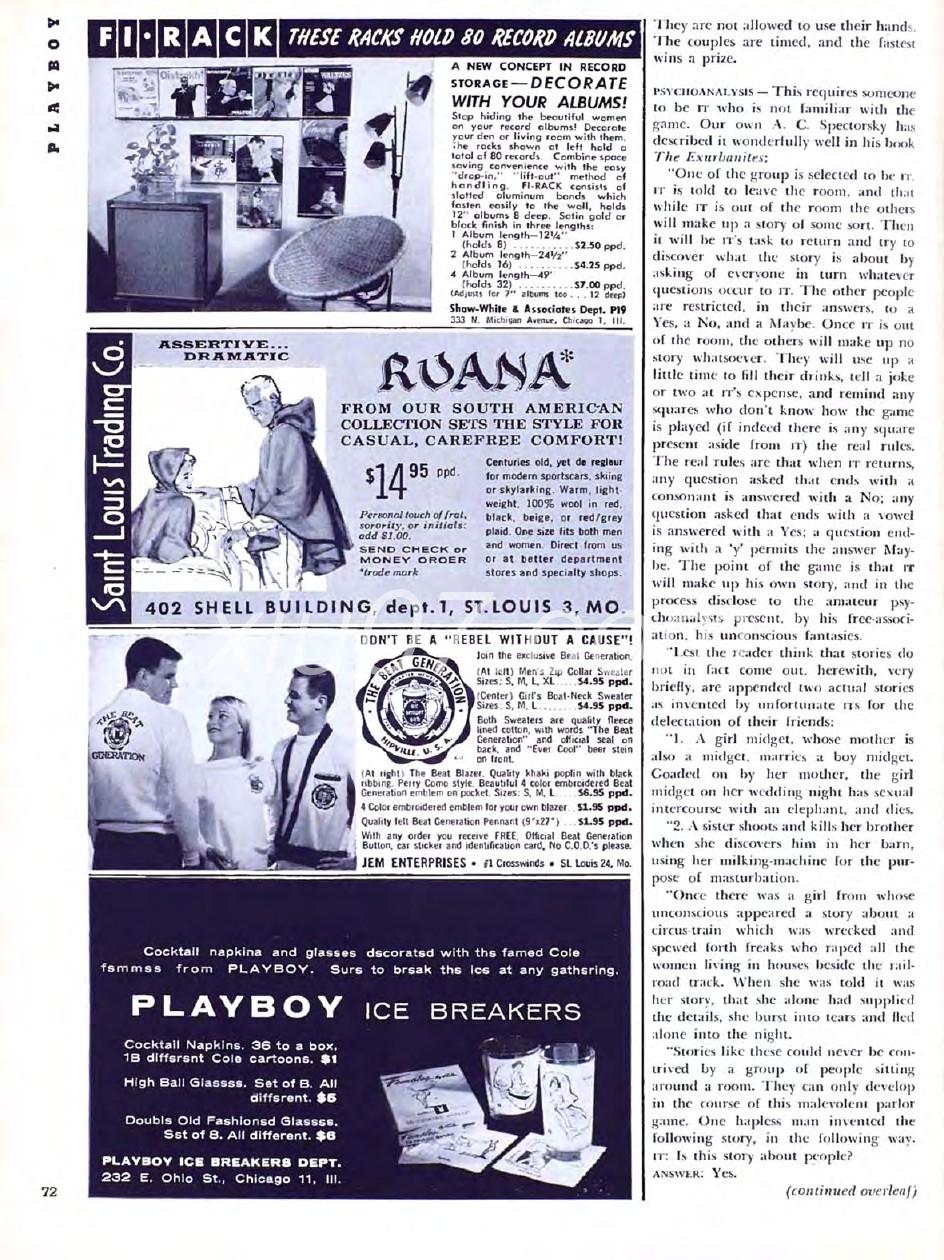 PLAYBOY
FI·RACK THESE RACKS HOLD 80 RECORD ALBUMS
A NEW CONCEPT IN RECORD
STORAGE—DECORATE
WITH YOUR ALBUMS!
Stop hiding the beautiful women
on your record albums! Decorate
your den or living room with them.
The racks shown at left hold a
total of 80 records. Combine space
saving convenience with the easy
"drop-in," "lift-out" method of
handling. FI-RACK consists of
slotted aluminum bands which
fasten easily to the wall, holds
12" albums 8 deep. Satin gold or
black finish in three lengths:
1 Album length—12¼"
(holds 8) ..........$2.50 ppd.
2 Album length—24½"
(holds 16) ..........$4.25 ppd.
4 Album length—49"
(holds 32) ..........$7.00 ppd.
(Adjusts for 7" albums too . . . 12 deep)
Show-White & Associates Dept. P19
333 N. Michigan Avenue, Chicago 1, Ill.
Oistrakh
WALTZES
Saint Louis Trading Co.
ASSERTIVE...
DRAMATIC
RUANA*
FROM OUR SOUTH AMERICAN
COLLECTION SETS THE STYLE FOR
CASUAL, CAREFREE COMFORT!
$14 95 ppd.
Personal touch of frat,
sorority, or initials:
add $1.00.
SEND CHECK or
MONEY ORDER
*trade mark
Centuries old, yet de regleur
for modern sportscars, skiing
or skylarking. Warm, light-
weight, 100% wool in red,
black, beige, or red/grey
plaid. One size fits both men
and women. Direct from us
or at better department
stores and specialty shops.
402 SHELL BUILDING, dept. 1, ST. LOUIS 3, MO.
DON'T BE A "REBEL WITHOUT A CAUSE"!
Join the exclusive Beat Generation.
(At left) Men's Zip Collar Sweater
Sizes: S, M, L, XL.....$4.95 ppd.
(Center) Girl's Boat-Neck Sweater
Sizes: S, M, L........$4.95 ppd.
Both Sweaters are quality fleece
lined cotton, with words "The Beat
Generation" and official seal on
back, and "Ever Cool" beer stein
on front.
THE BEAT GENERATION
HIPVILLE, U. S. A.
THE BEAT
GENERATION
(At right) The Beat Blazer. Quality khaki poplin with black
ribbing. Perry Como style. Beautiful 4 color embroidered Beat
Generation emblem on pocket. Sizes: S, M, L.....$6.95 ppd.
4 Color embroidered emblem for your own blazer..$1.95 ppd.
Quality felt Beat Generation Pennant (9"x27") ...$1.95 ppd.
With any order you receive FREE, Official Beat Generation
Button, car sticker and identification card. No C.O.D.'s please.
JEM ENTERPRISES • #1 Crosswinds • St. Louis 24, Mo.
Cocktail napkins and glasses decorated with the famed Cole
femmes from PLAYBOY. Sure to break the ice at any gathering.
PLAYBOY ICE BREAKERS
Cocktail Napkins. 36 to a box,
18 different Cole cartoons. $1
High Ball Glasses. Set of 8. All
different. $6
Double Old Fashioned Glasses.
Set of 8. All different. $6
PLAYBOY ICE BREAKERS DEPT.
232 E. Ohio St., Chicago 11, Ill.
72
They are not allowed to use their hands.
The couples are timed, and the fastest
wins a prize.
PSYCHOANALYSIS — This requires someone
to be IT who is not familiar with the
game. Our own A. C. Spectorsky has
described it wonderfully well in his book
The Exurbanites:
"One of the group is selected to be IT.
IT is told to leave the room, and that
while IT is out of the room the others
will make up a story of some sort. Then
it will be IT's task to return and try to
discover what the story is about by
asking of everyone in turn whatever
questions occur to IT. The other people
are restricted, in their answers, to a
Yes, a No, and a Maybe. Once IT is out
of the room, the others will make up no
story whatsoever. They will use up a
little time to fill their drinks, tell a joke
or two at IT's expense, and remind any
squares who don't know how the game
is played (if indeed there is any square
present aside from IT) the real rules.
The real rules are that when IT returns,
any question asked that ends with a
consonant is answered with a No; any
question asked that ends with a vowel
is answered with a Yes; a question end-
ing with a 'y' permits the answer May-
be. The point of the game is that IT
will make up his own story, and in the
process disclose to the amateur psy-
choanalysts present, by his free-associ-
ation, his unconscious fantasies.
"Lest the reader think that stories do
not in fact come out, herewith, very
briefly, are appended two actual stories
as invented by unfortunate ITs for the
delectation of their friends:
"1. A girl midget, whose mother is
also a midget, marries a boy midget.
Goaded on by her mother, the girl
midget on her wedding night has sexual
intercourse with an elephant, and dies.
"2. A sister shoots and kills her brother
when she discovers him in her barn,
using her milking-machine for the pur-
pose of masturbation.
"Once there was a girl from whose
unconscious appeared a story about a
circus-train which was wrecked and
spewed forth freaks who raped all the
women living in houses beside the rail-
road track. When she was told it was
her story, that she alone had supplied
the details, she burst into tears and fled
alone into the night.
"Stories like these could never be con-
trived by a group of people sitting
around a room. They can only develop
in the course of this malevolent parlor
game. One hapless man invented the
following story, in the following way.
IT: Is this story about people?
ANSWER: Yes.
(continued overleaf)